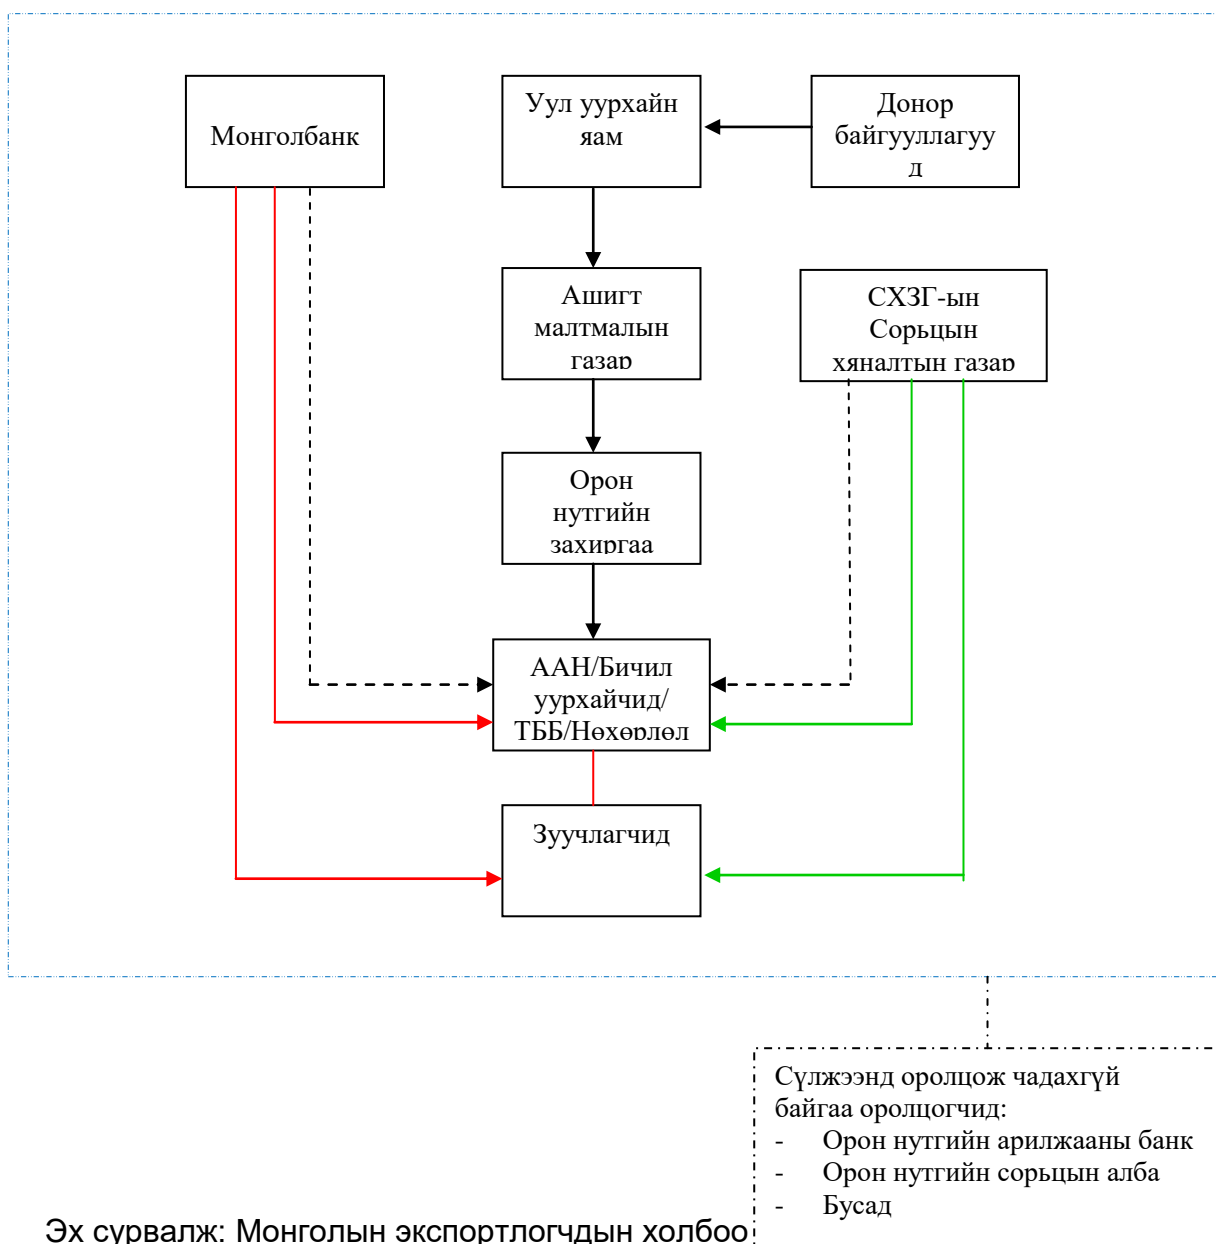 Монголбанк
Уул уурхайн
яам
Донор
байгууллагуу
д
Ашигт
малтмалын
газар
СХЗГ-ын
Сорьцын
хяналтын газар
Орон
нутгийн
захиргаа
ААН/Бичил
уурхайчид/
ТББ/Нөхөрлөл
Зуучлагчид
Сүлжээнд оролцож чадахгүй
байгаа оролцогчид:
- Орон нутгийн арилжааны банк
- Орон нутгийн сорьцын алба
- Бусад
Эх сурвалж: Монголын экспортлогчдын холбоо